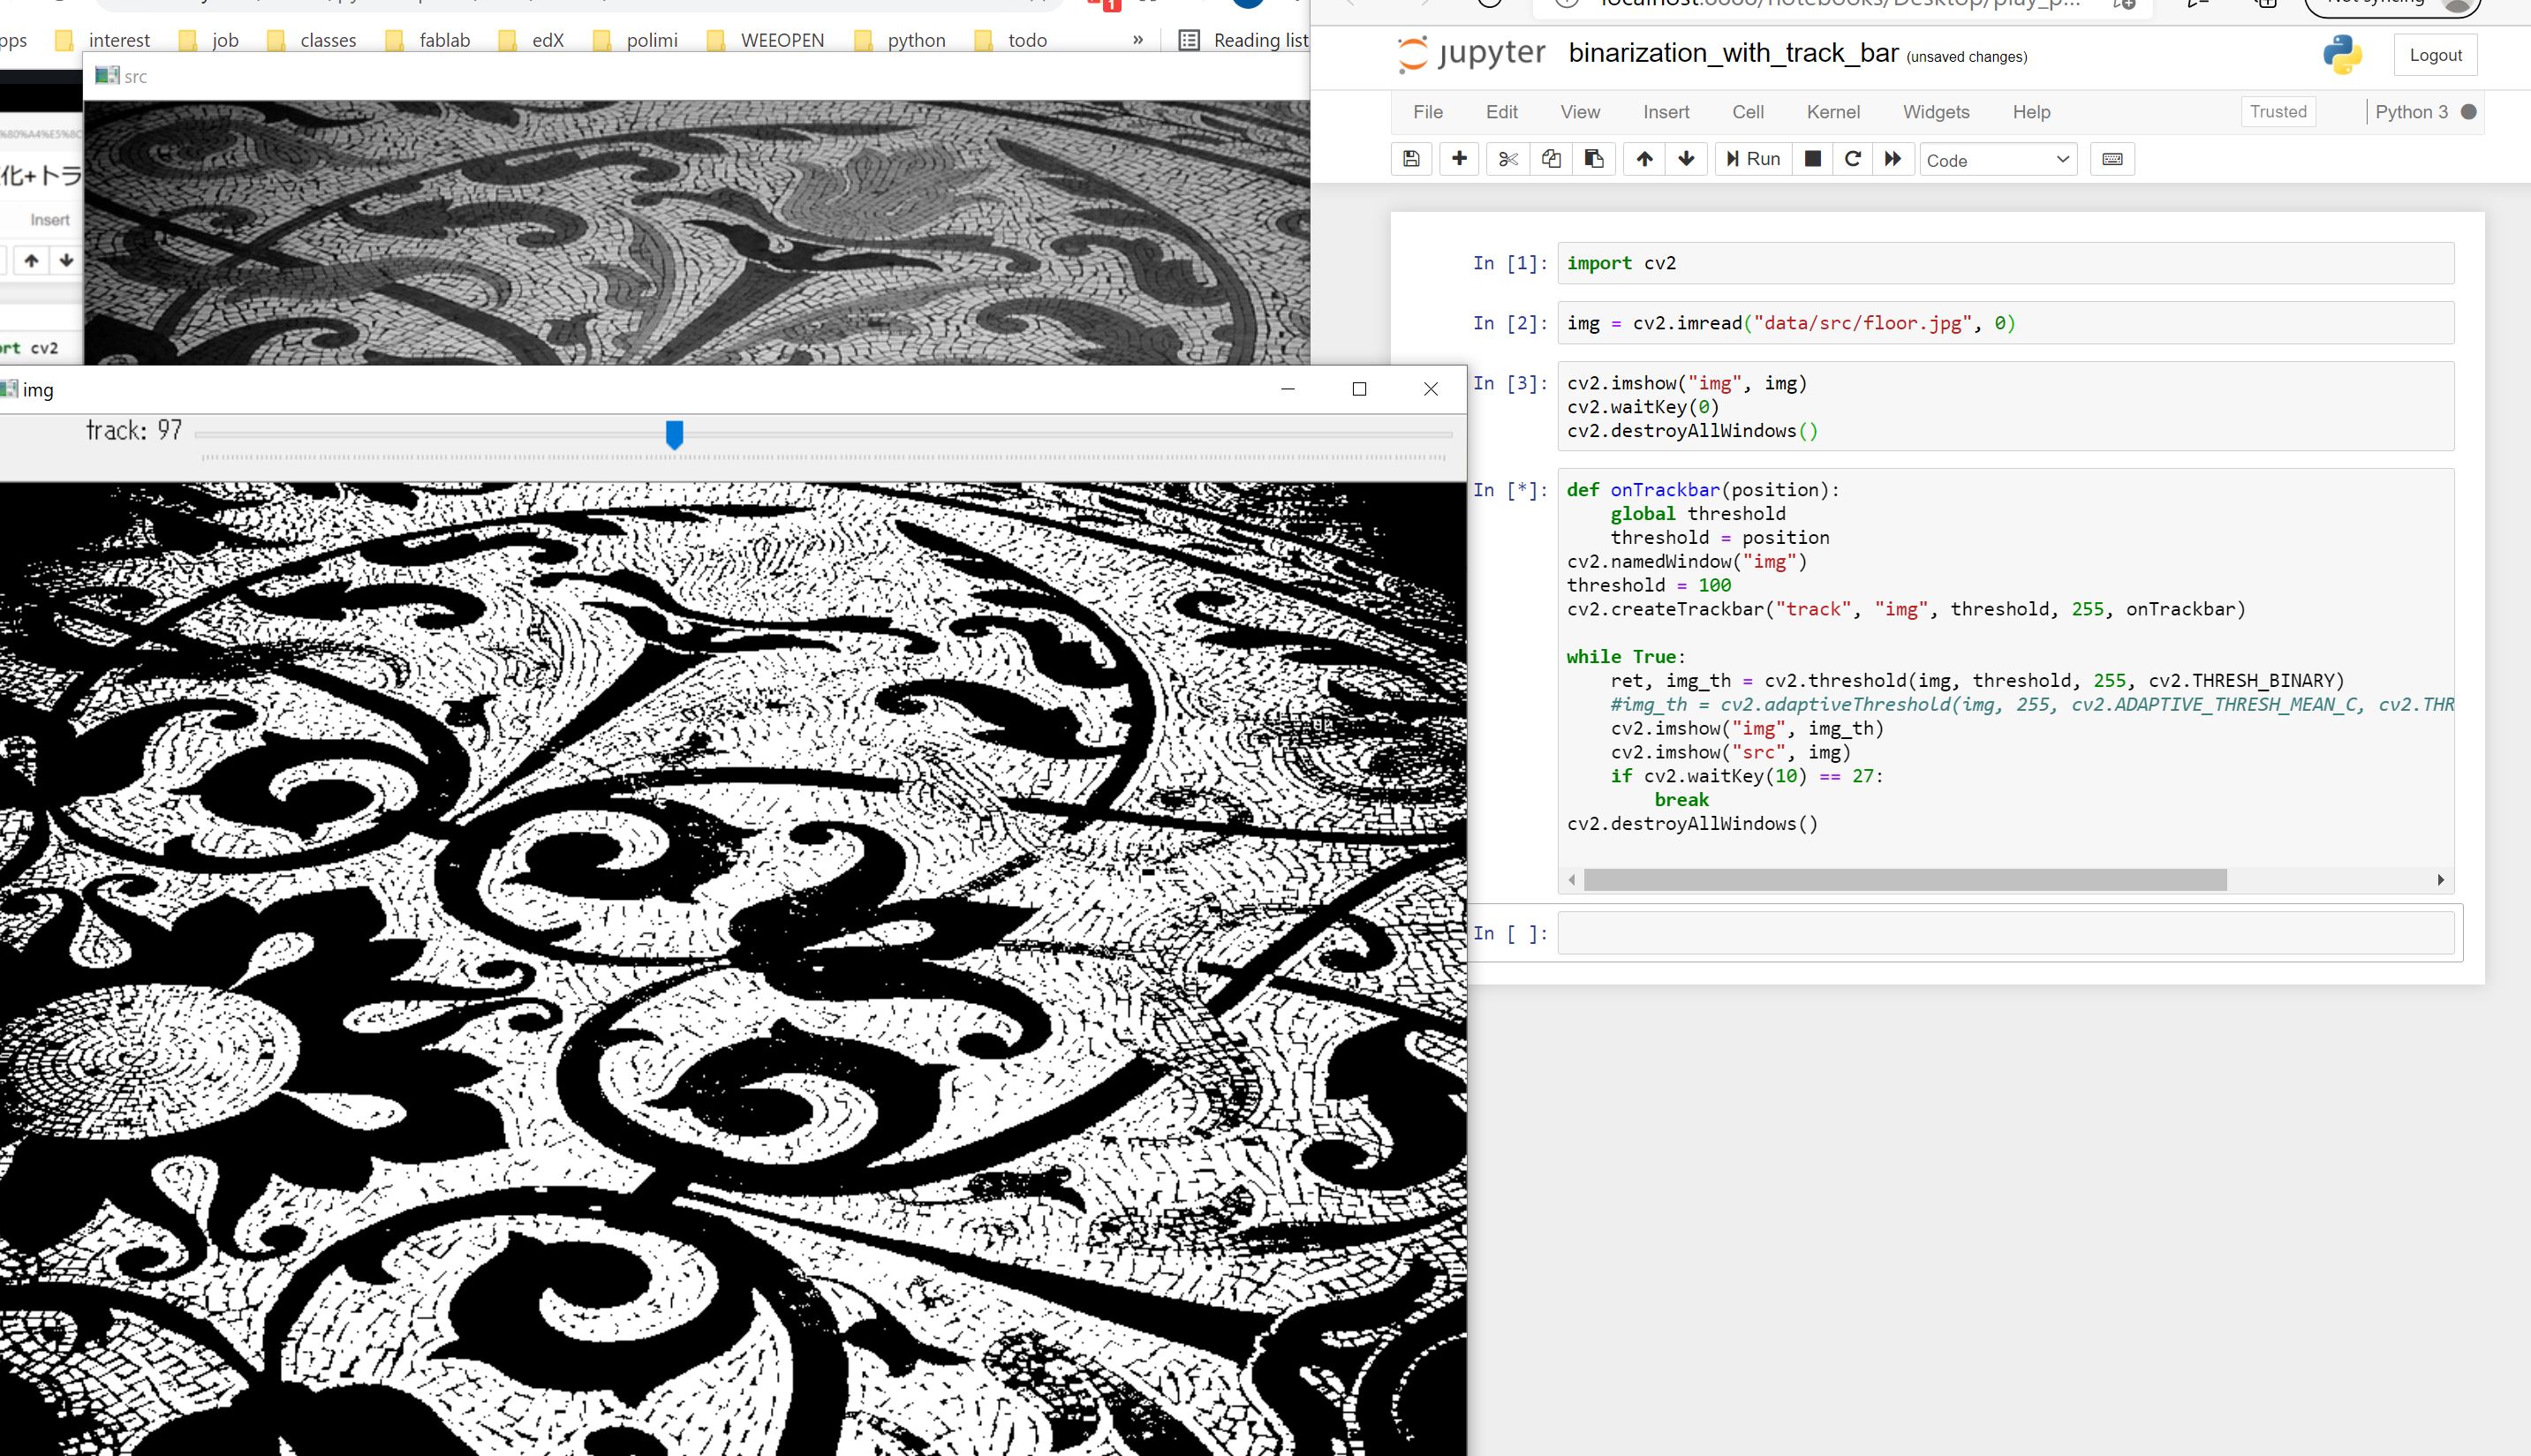 pps interest job classes fablab edX polimi WEEOPEN python todo » Reading list
src
化+トラ
Insert
rt cv2
img
track: 97
Not syncing
jupyter binarization_with_track_bar (unsaved changes)
Logout
File Edit View Insert Cell Kernel Widgets Help
Trusted
Python 3
Run
Code
In [1]: import cv2
In [2]: img = cv2.imread("data/src/floor.jpg", 0)
In [3]: cv2.imshow("img", img)
cv2.waitKey(0)
cv2.destroyAllWindows()
In [*]: def onTrackbar(position):
global threshold
threshold = position
cv2.namedWindow("img")
threshold = 100
cv2.createTrackbar("track", "img", threshold, 255, onTrackbar)
while True:
ret, img_th = cv2.threshold(img, threshold, 255, cv2.THRESH_BINARY)
#img_th = cv2.adaptiveThreshold(img, 255, cv2.ADAPTIVE_THRESH_MEAN_C, cv2.THR
cv2.imshow("img", img_th)
cv2.imshow("src", img)
if cv2.waitKey(10) == 27:
break
cv2.destroyAllWindows()
In [ ]: